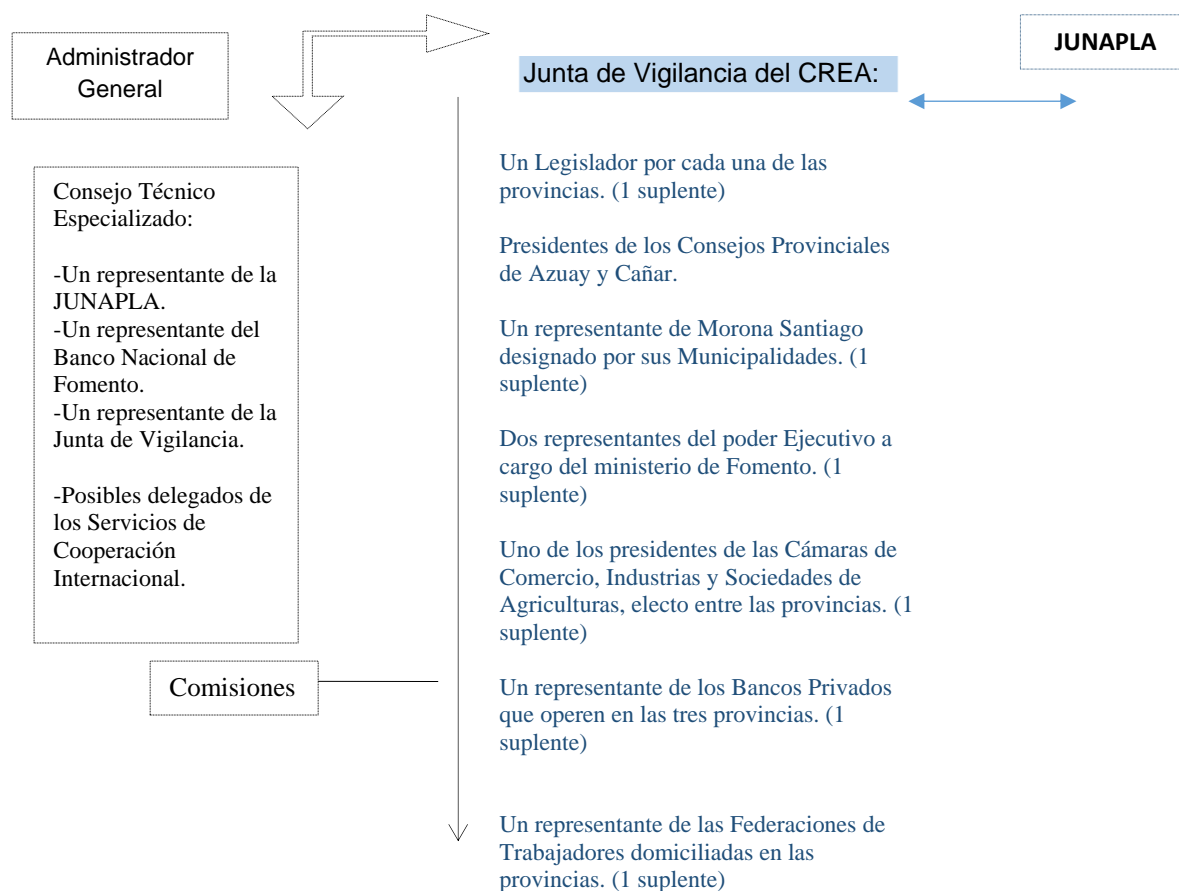 Administrador
General
Junta de Vigilancia del CREA:
JUNAPLA
Consejo Técnico
Especializado:
-Un representante de la
JUNAPLA.
-Un representante del
Banco Nacional de
Fomento.
-Un representante de la
Junta de Vigilancia.
-Posibles delegados de
los Servicios de
Cooperación
Internacional.
Comisiones
Un Legislador por cada una de las
provincias. (1 suplente)
Presidentes de los Consejos Provinciales
de Azuay y Cañar.
Un representante de Morona Santiago
designado por sus Municipalidades. (1
suplente)
Dos representantes del poder Ejecutivo a
cargo del ministerio de Fomento. (1
suplente)
Uno de los presidentes de las Cámaras de
Comercio, Industrias y Sociedades de
Agriculturas, electo entre las provincias. (1
suplente)
Un representante de los Bancos Privados
que operen en las tres provincias. (1
suplente)
Un representante de las Federaciones de
Trabajadores domiciliadas en las
provincias. (1 suplente)